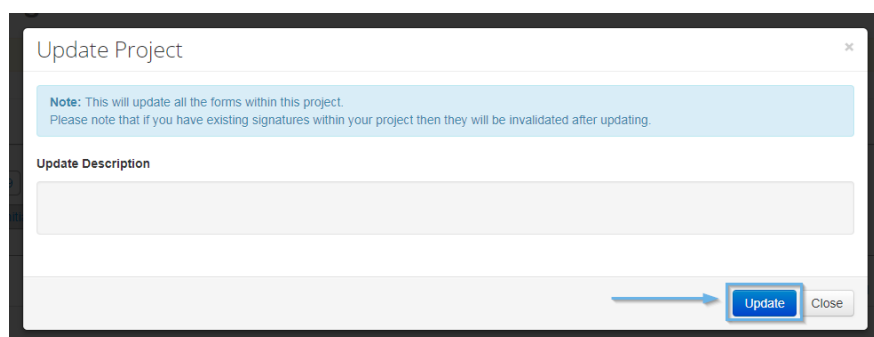 Update Project
×
Note: This will update all the forms within this project.
Please note that if you have existing signatures within your project then they will be invalidated after updating.
Update Description
Update
Close